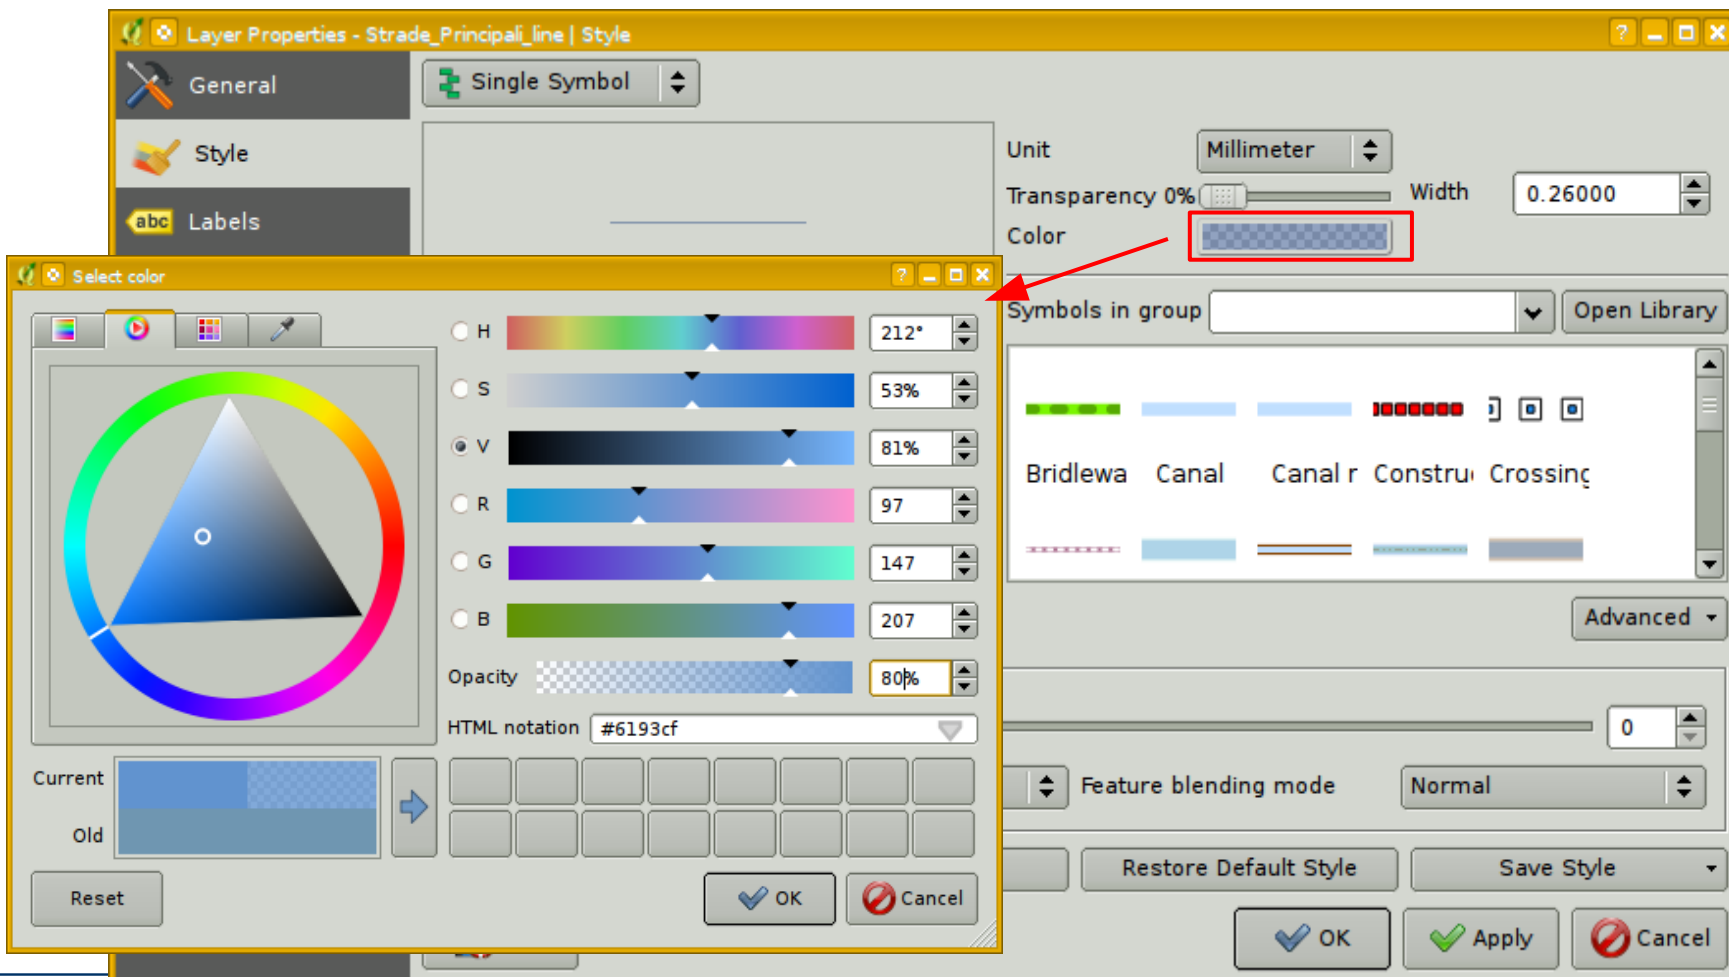 Layer Properties - Strade_Principali_line | Style
General
Single Symbol
Style
Unit
Millimeter
Transparency 0%
Width
0.26000
Labels
Color
abc
Select color
Symbols in group
Open Library
H
212°
S
53%
V
81%
R
97
G
147
B
207
Opacity
80%
HTML notation
#6193cf
Current
Old
Reset
OK
Cancel
Bridlewa
Canal
Canal r
Constru
Crossing
Advanced
0
Feature blending mode
Normal
Restore Default Style
Save Style
OK
Apply
Cancel